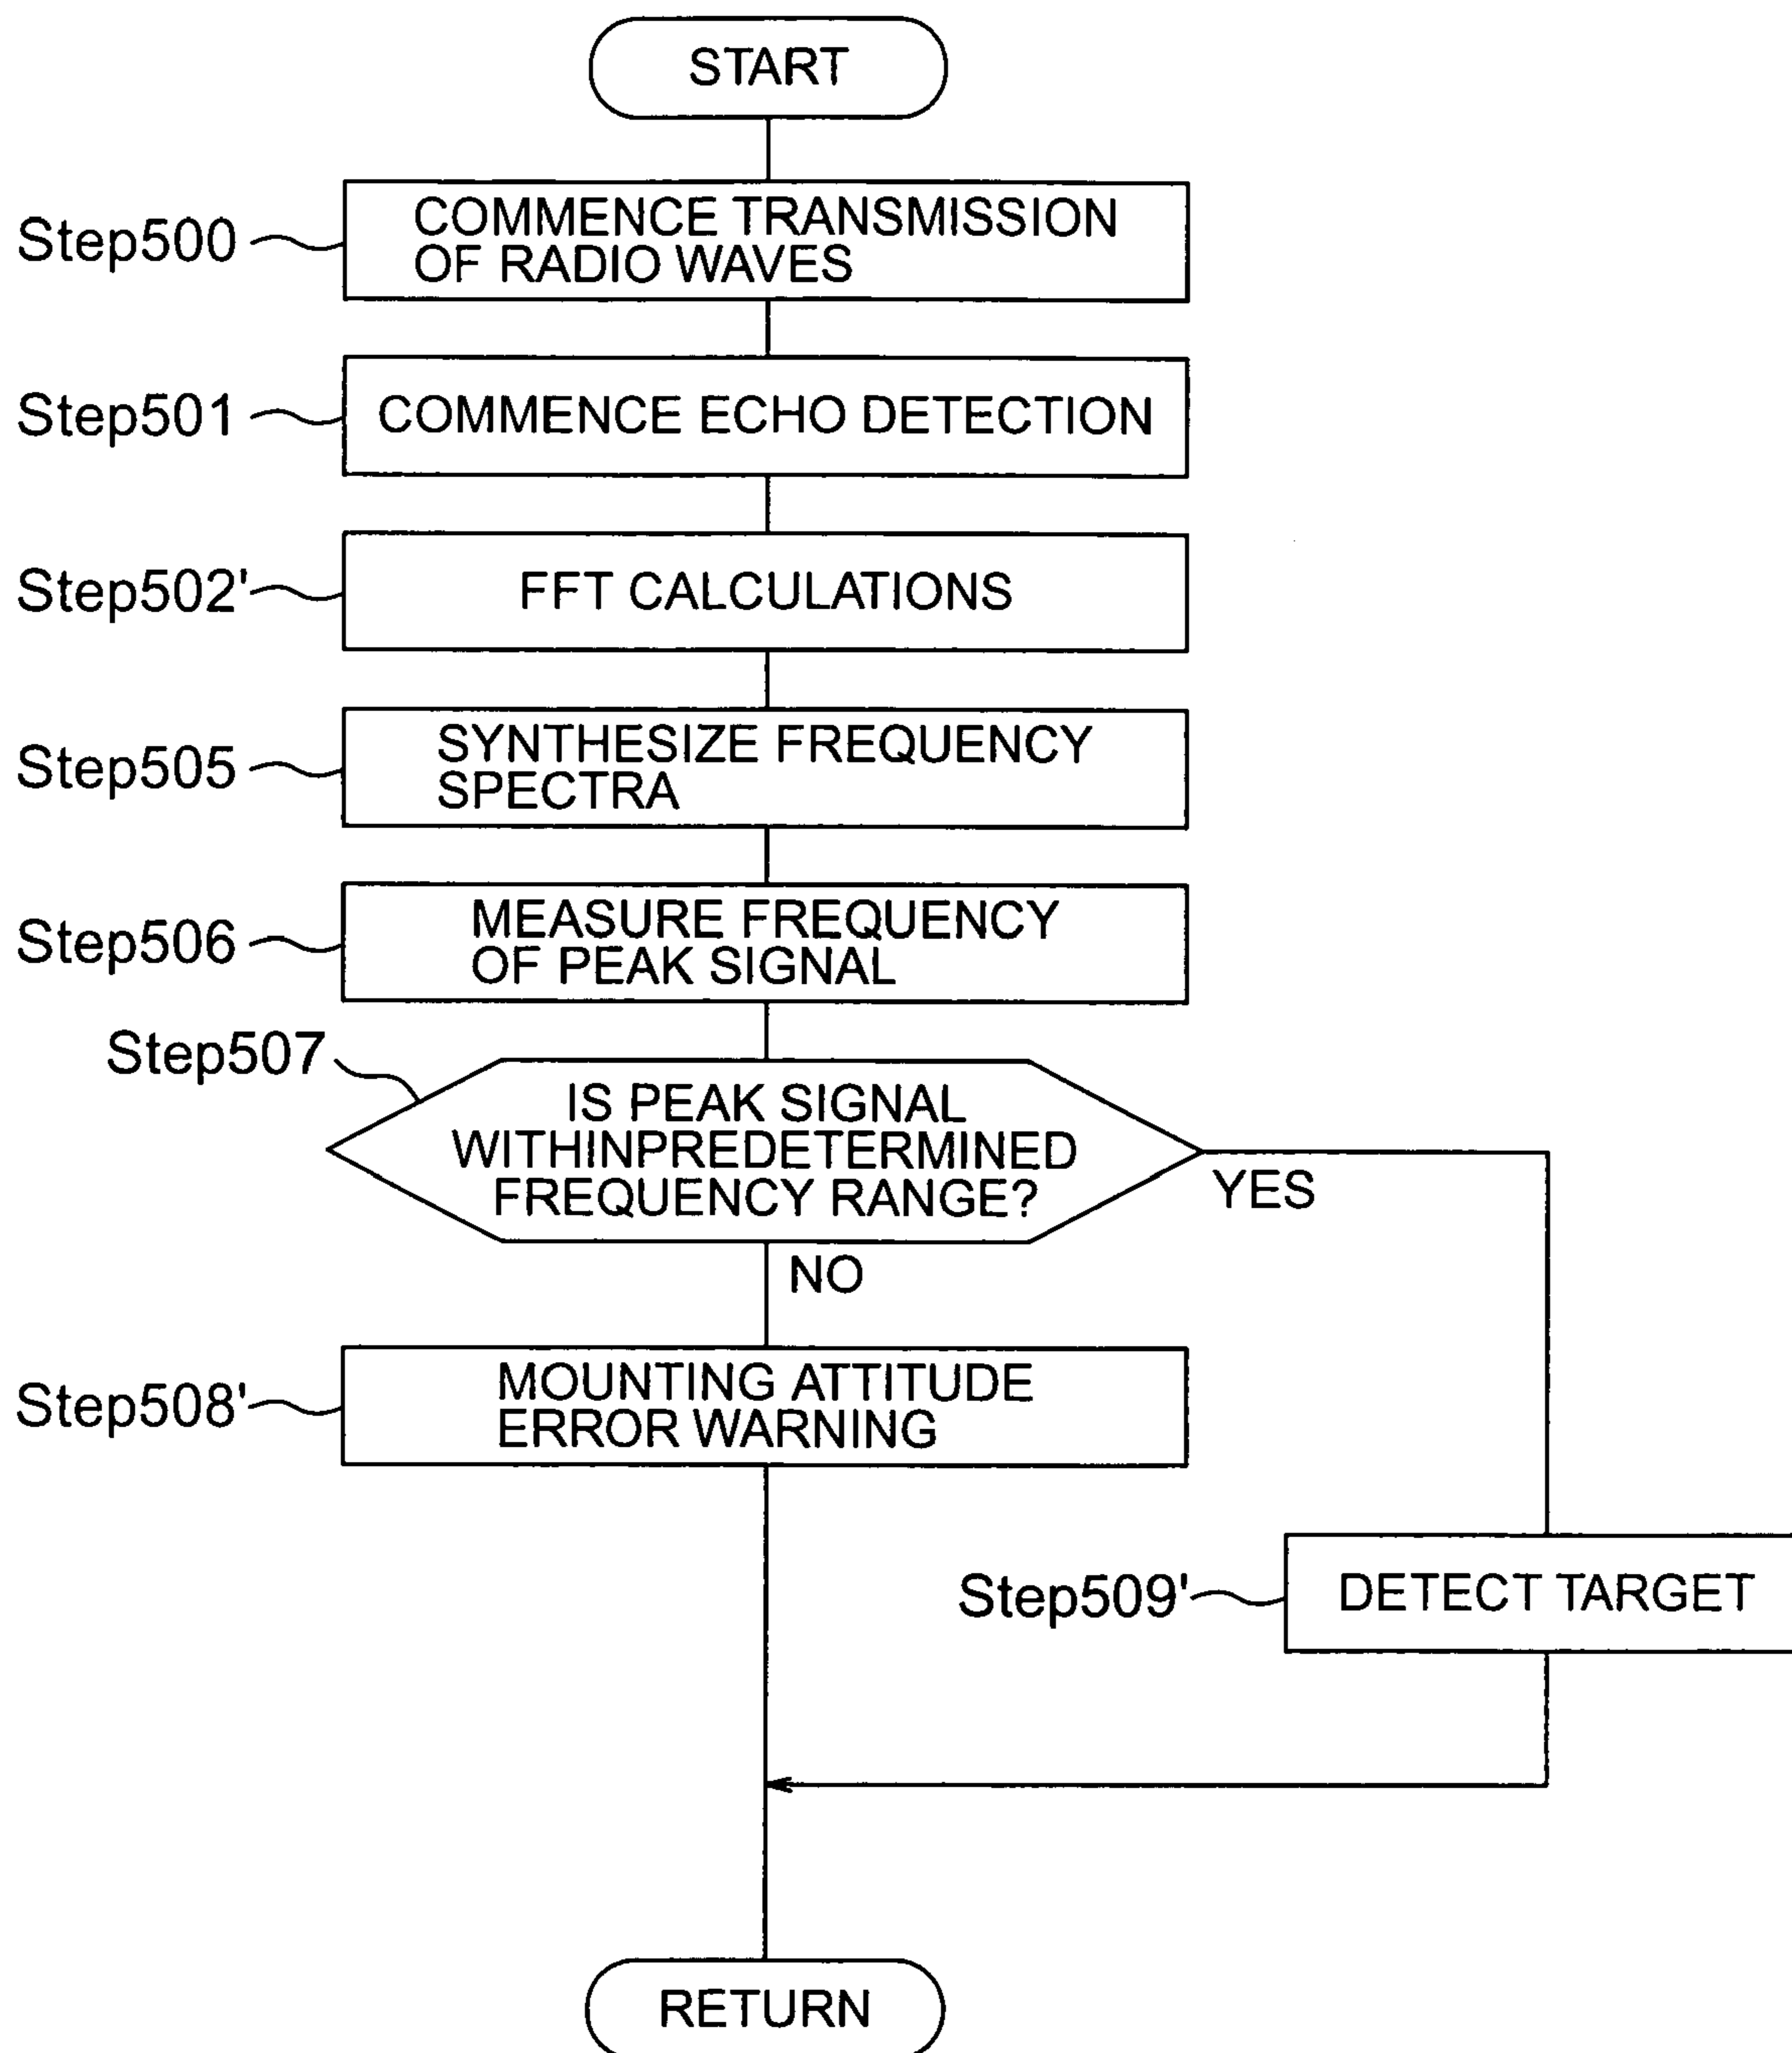 START
Step500
COMMENCE TRANSMISSION
OF RADIO WAVES
Step501
COMMENCE ECHO DETECTION
Step502'
FFT CALCULATIONS
Step505
SYNTHESIZE FREQUENCY
SPECTRA
Step506
MEASURE FREQUENCY
OF PEAK SIGNAL
Step507
IS PEAK SIGNAL
WITHINPREDETERMINED
FREQUENCY RANGE?
YES
NO
Step508'
MOUNTING ATTITUDE
ERROR WARNING
Step509'
DETECT TARGET
RETURN